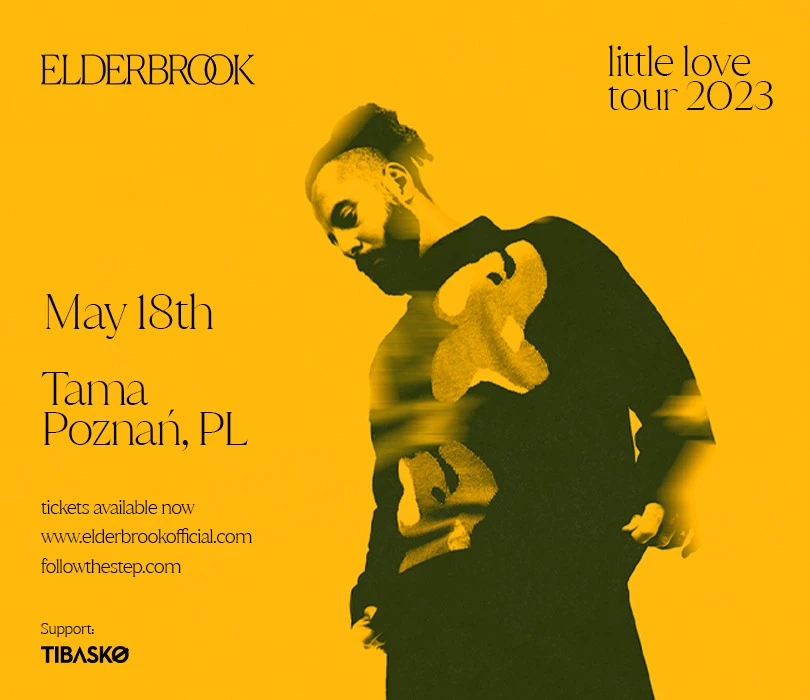 ELDERBROOK
little love
tour 2023
May 18th
Tama
Poznań, PL
tickets available now
www.elderbrookofficial.com
followthestep.com
Support:
TIBASKØ